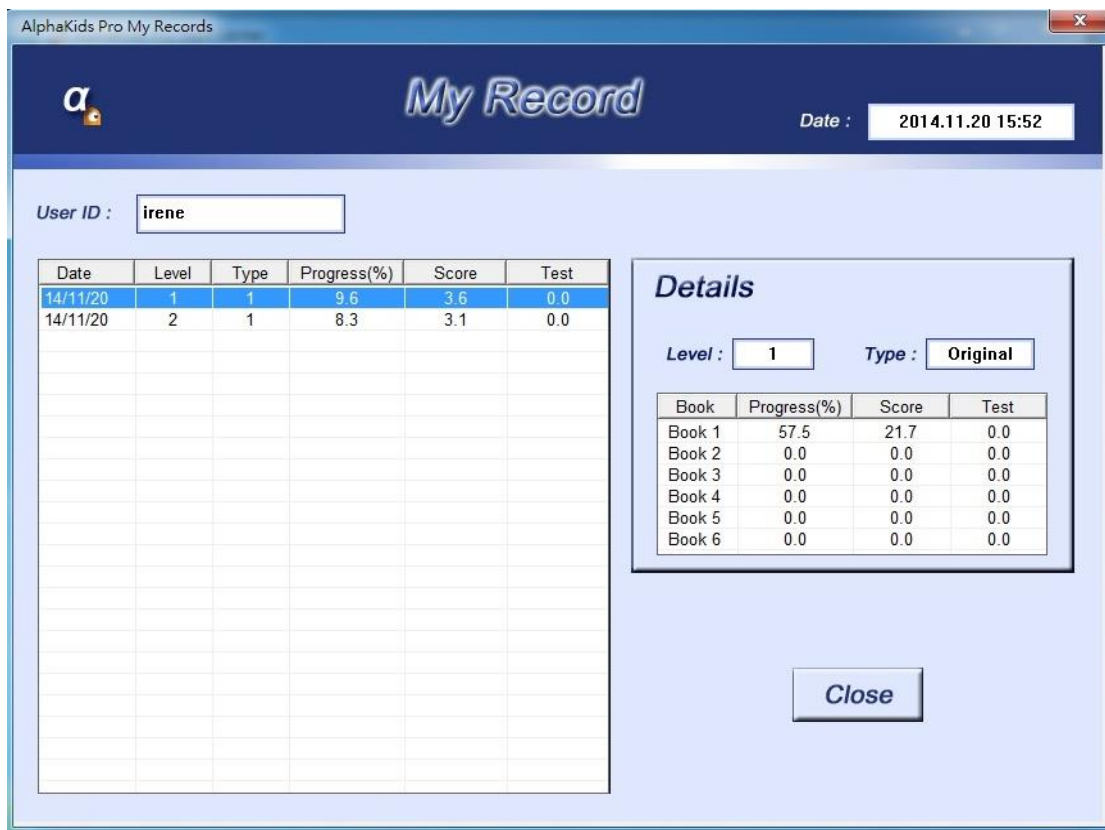 AlphaKids Pro My Records
α
My Record
Date : 2014.11.20 15:52
User ID : irene
Date Level Type Progress(%) Score Test
14/11/20 1 1 9.6 3.6 0.0
14/11/20 2 1 8.3 3.1 0.0
Details
Level : 1 Type : Original
Book Progress(%) Score Test
Book 1 57.5 21.7 0.0
Book 2 0.0 0.0 0.0
Book 3 0.0 0.0 0.0
Book 4 0.0 0.0 0.0
Book 5 0.0 0.0 0.0
Book 6 0.0 0.0 0.0
Close